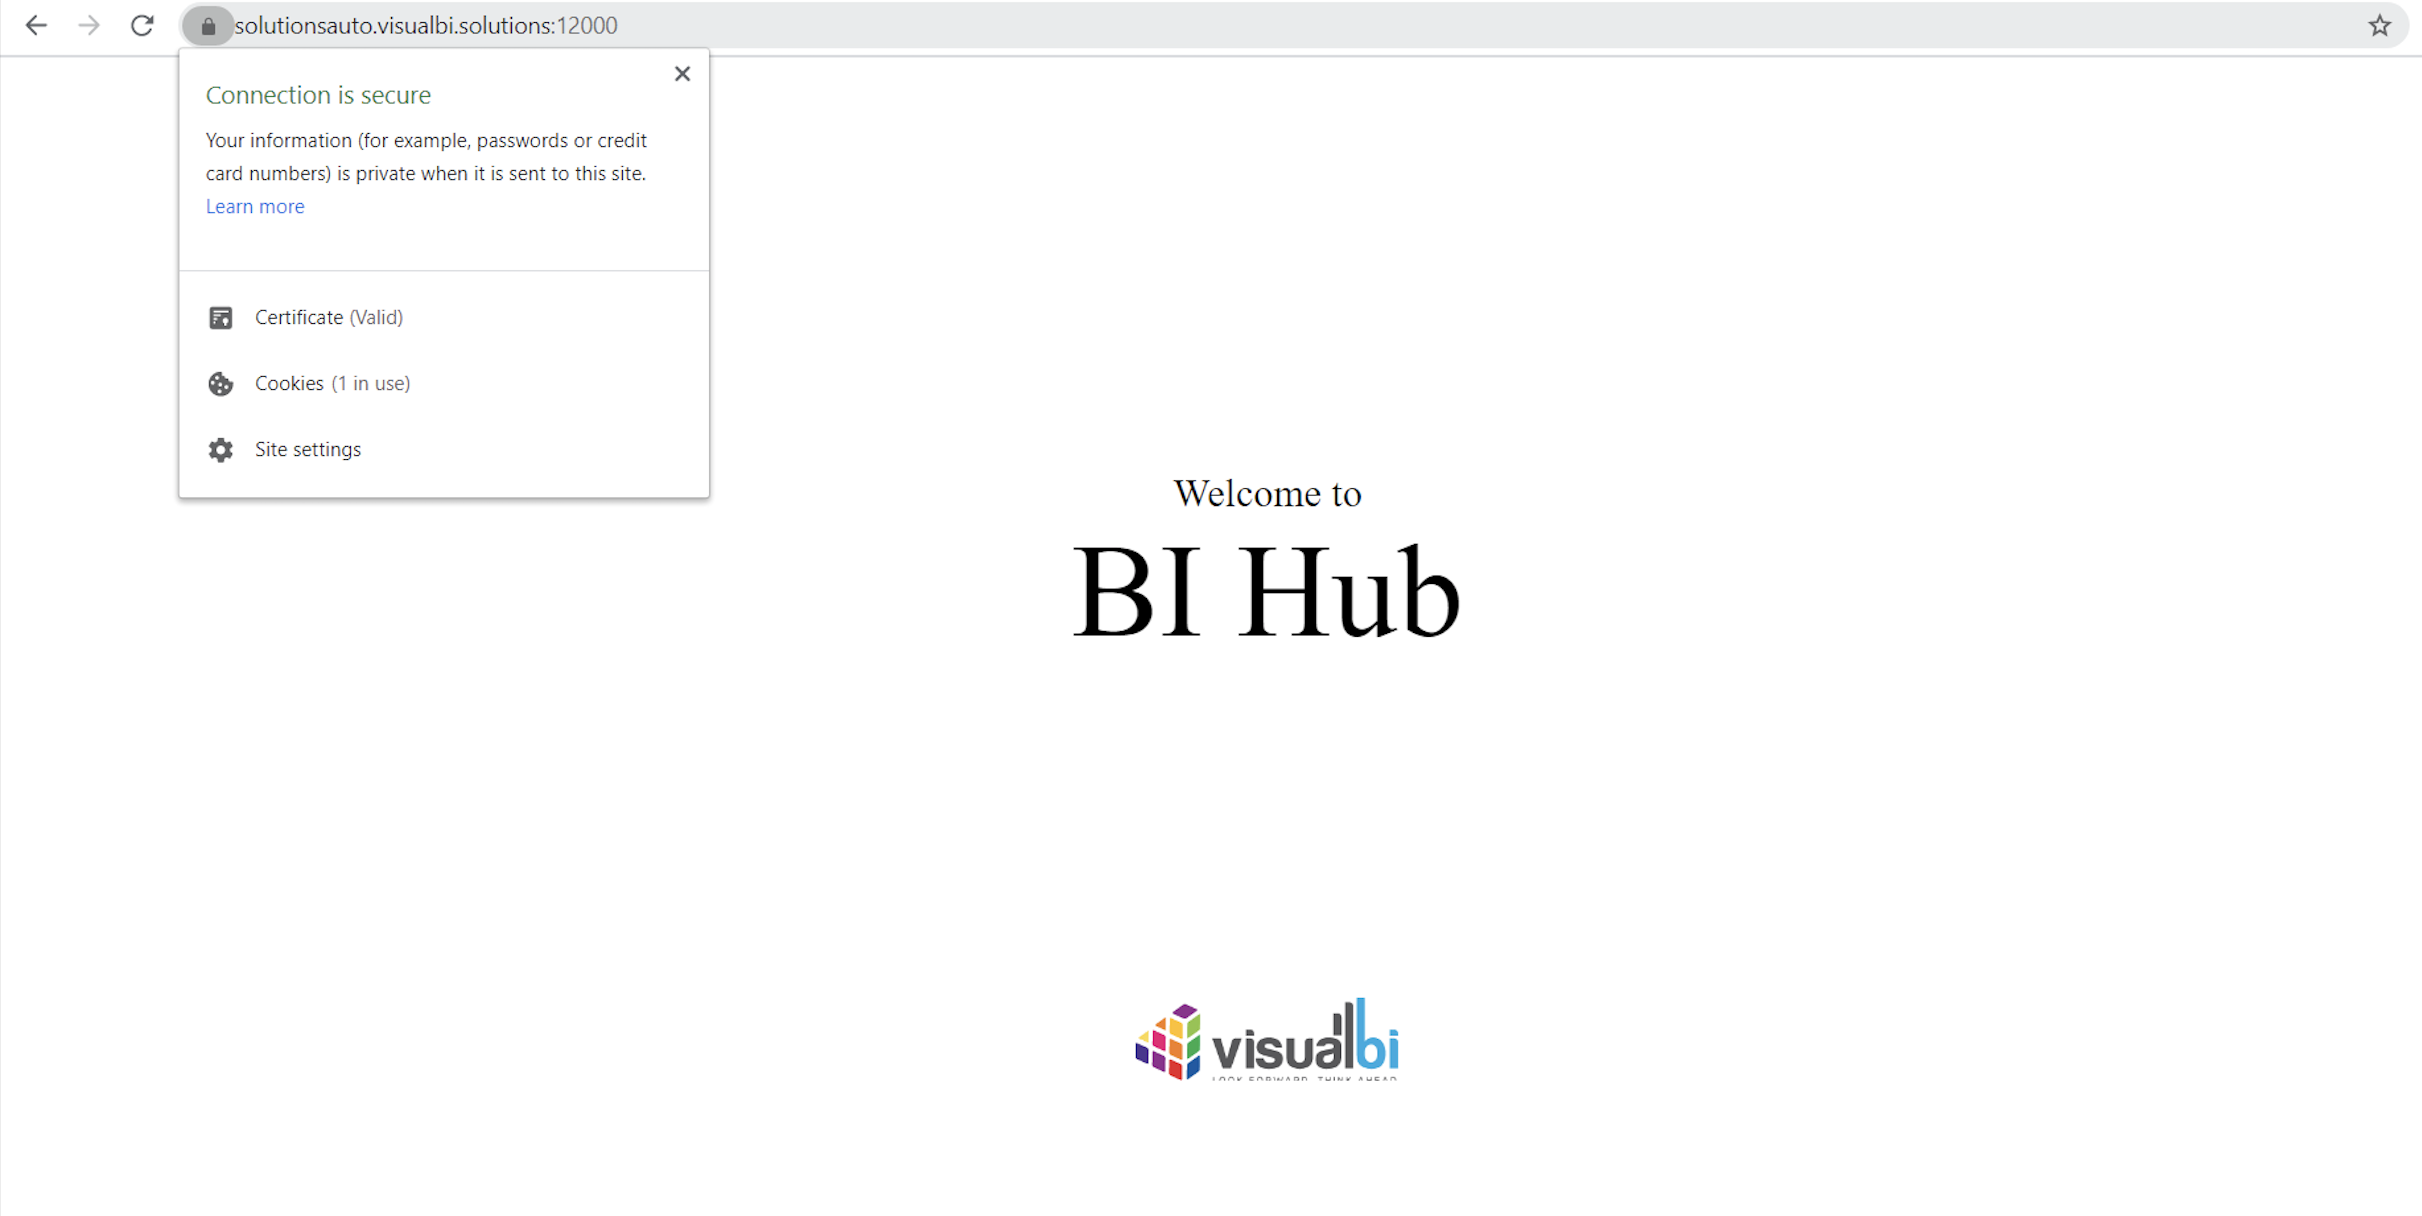 solutionsauto.visualbi.solutions:12000
Connection is secure
Your information (for example, passwords or credit
card numbers) is private when it is sent to this site.
Learn more
Certificate (Valid)
Cookies (1 in use)
Site settings
Welcome to
BI Hub
visualbi
LOOK FORWARD. THINK AHEAD